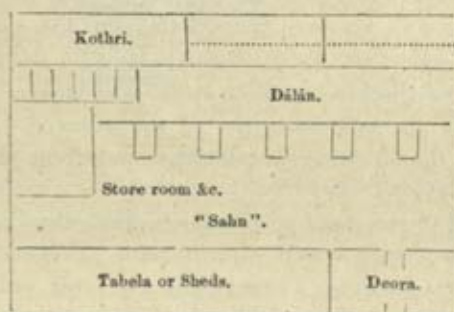 Kothri.
Dálán.
Store room &c.
"Sahn".
Tabela or Sheds.
Deora.